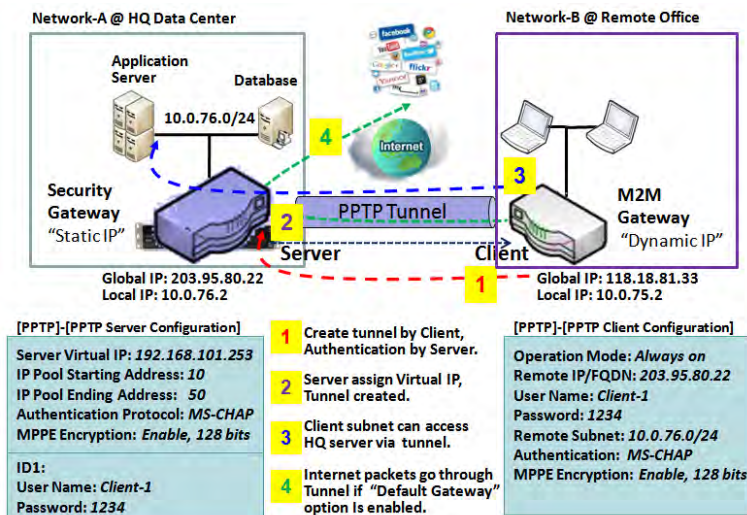 Network-A @ HQ Data Center
Network-B @ Remote Office
Application
Server
Database
10.0.76.0/24
facebook
YouTube
twitter
Google
flickr
YAHOO!
my
4
Internet
3
Security
Gateway
"Static IP"
2
PPTP Tunnel
M2M
Gateway
"Dynamic IP"
Server
Client
1
Global IP: 203.95.80.22
Local IP: 10.0.76.2
Global IP: 118.18.81.33
Local IP: 10.0.75.2
[PPTP]-[PPTP Server Configuration]
Server Virtual IP: 192.168.101.253
IP Pool Starting Address: 10
IP Pool Ending Address: 50
Authentication Protocol: MS-CHAP
MPPE Encryption: Enable, 128 bits
ID1:
User Name: Client-1
Password: 1234
1 Create tunnel by Client,
Authentication by Server.
2 Server assign Virtual IP,
Tunnel created.
3 Client subnet can access
HQ server via tunnel.
4 Internet packets go through
Tunnel if "Default Gateway"
option Is enabled.
[PPTP]-[PPTP Client Configuration]
Operation Mode: Always on
Remote IP/FQDN: 203.95.80.22
User Name: Client-1
Password: 1234
Remote Subnet: 10.0.76.0/24
Authentication: MS-CHAP
MPPE Encryption: Enable, 128 bits